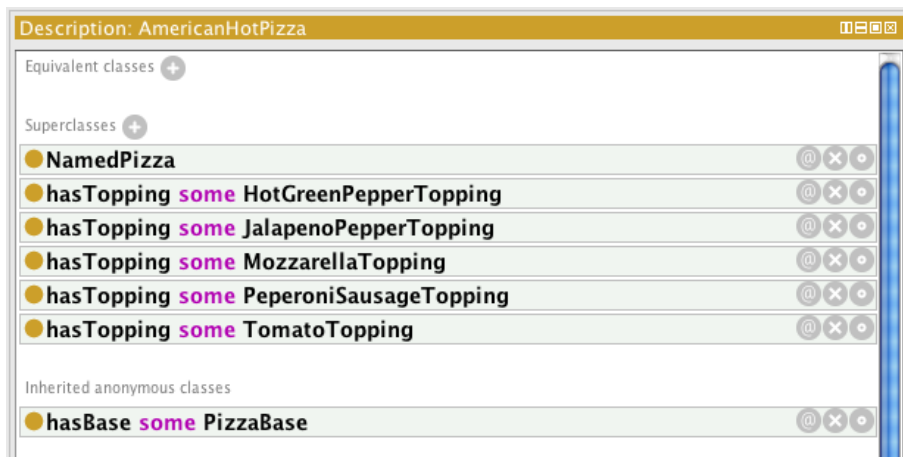 Description: AmericanHotPizza
Equivalent classes
Superclasses
NamedPizza
hasTopping some HotGreenPepperTopping
hasTopping some JalapenoPepperTopping
hasTopping some MozzarellaTopping
hasTopping some PeperoniSausageTopping
hasTopping some TomatoTopping
Inherited anonymous classes
hasBase some PizzaBase